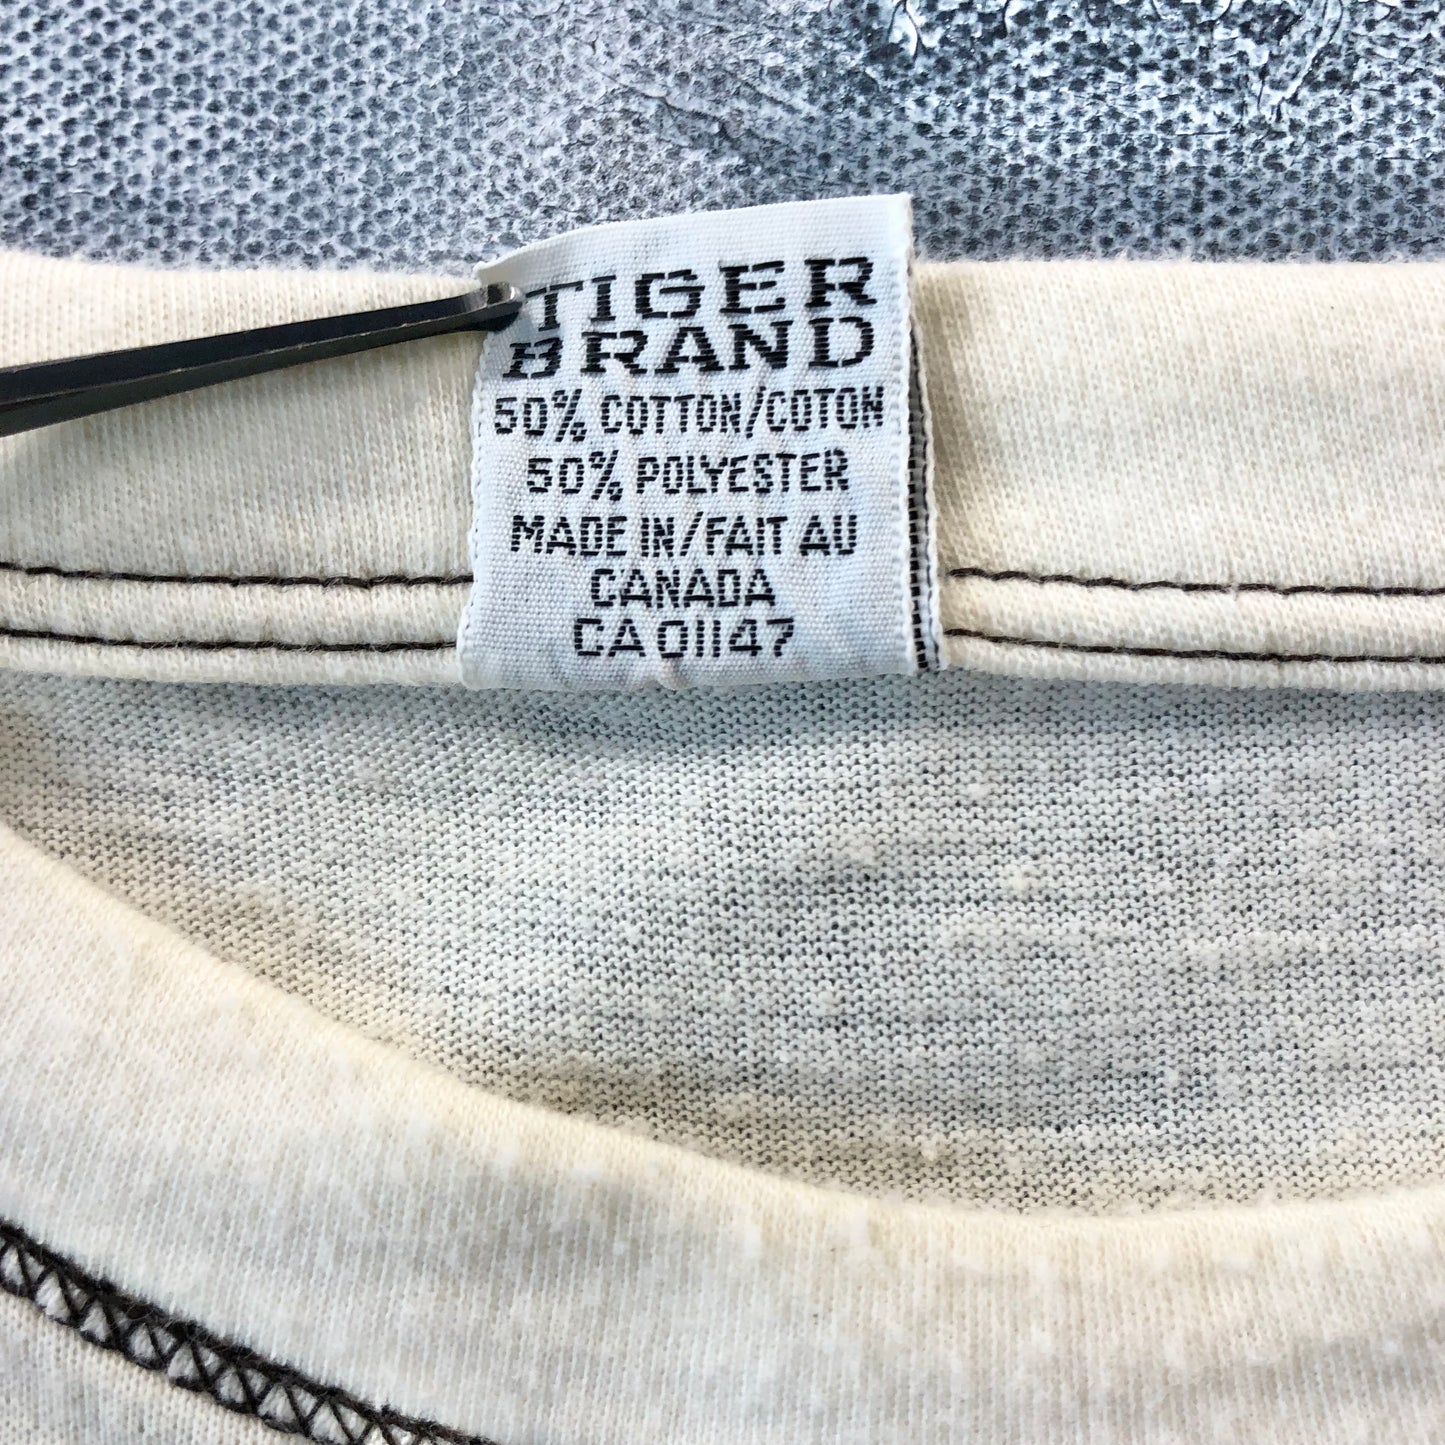 TIGER
BRAND
50% COTTON/COTON
50% POLYESTER
MADE IN/FAIT AU
CANADA
CA 01147